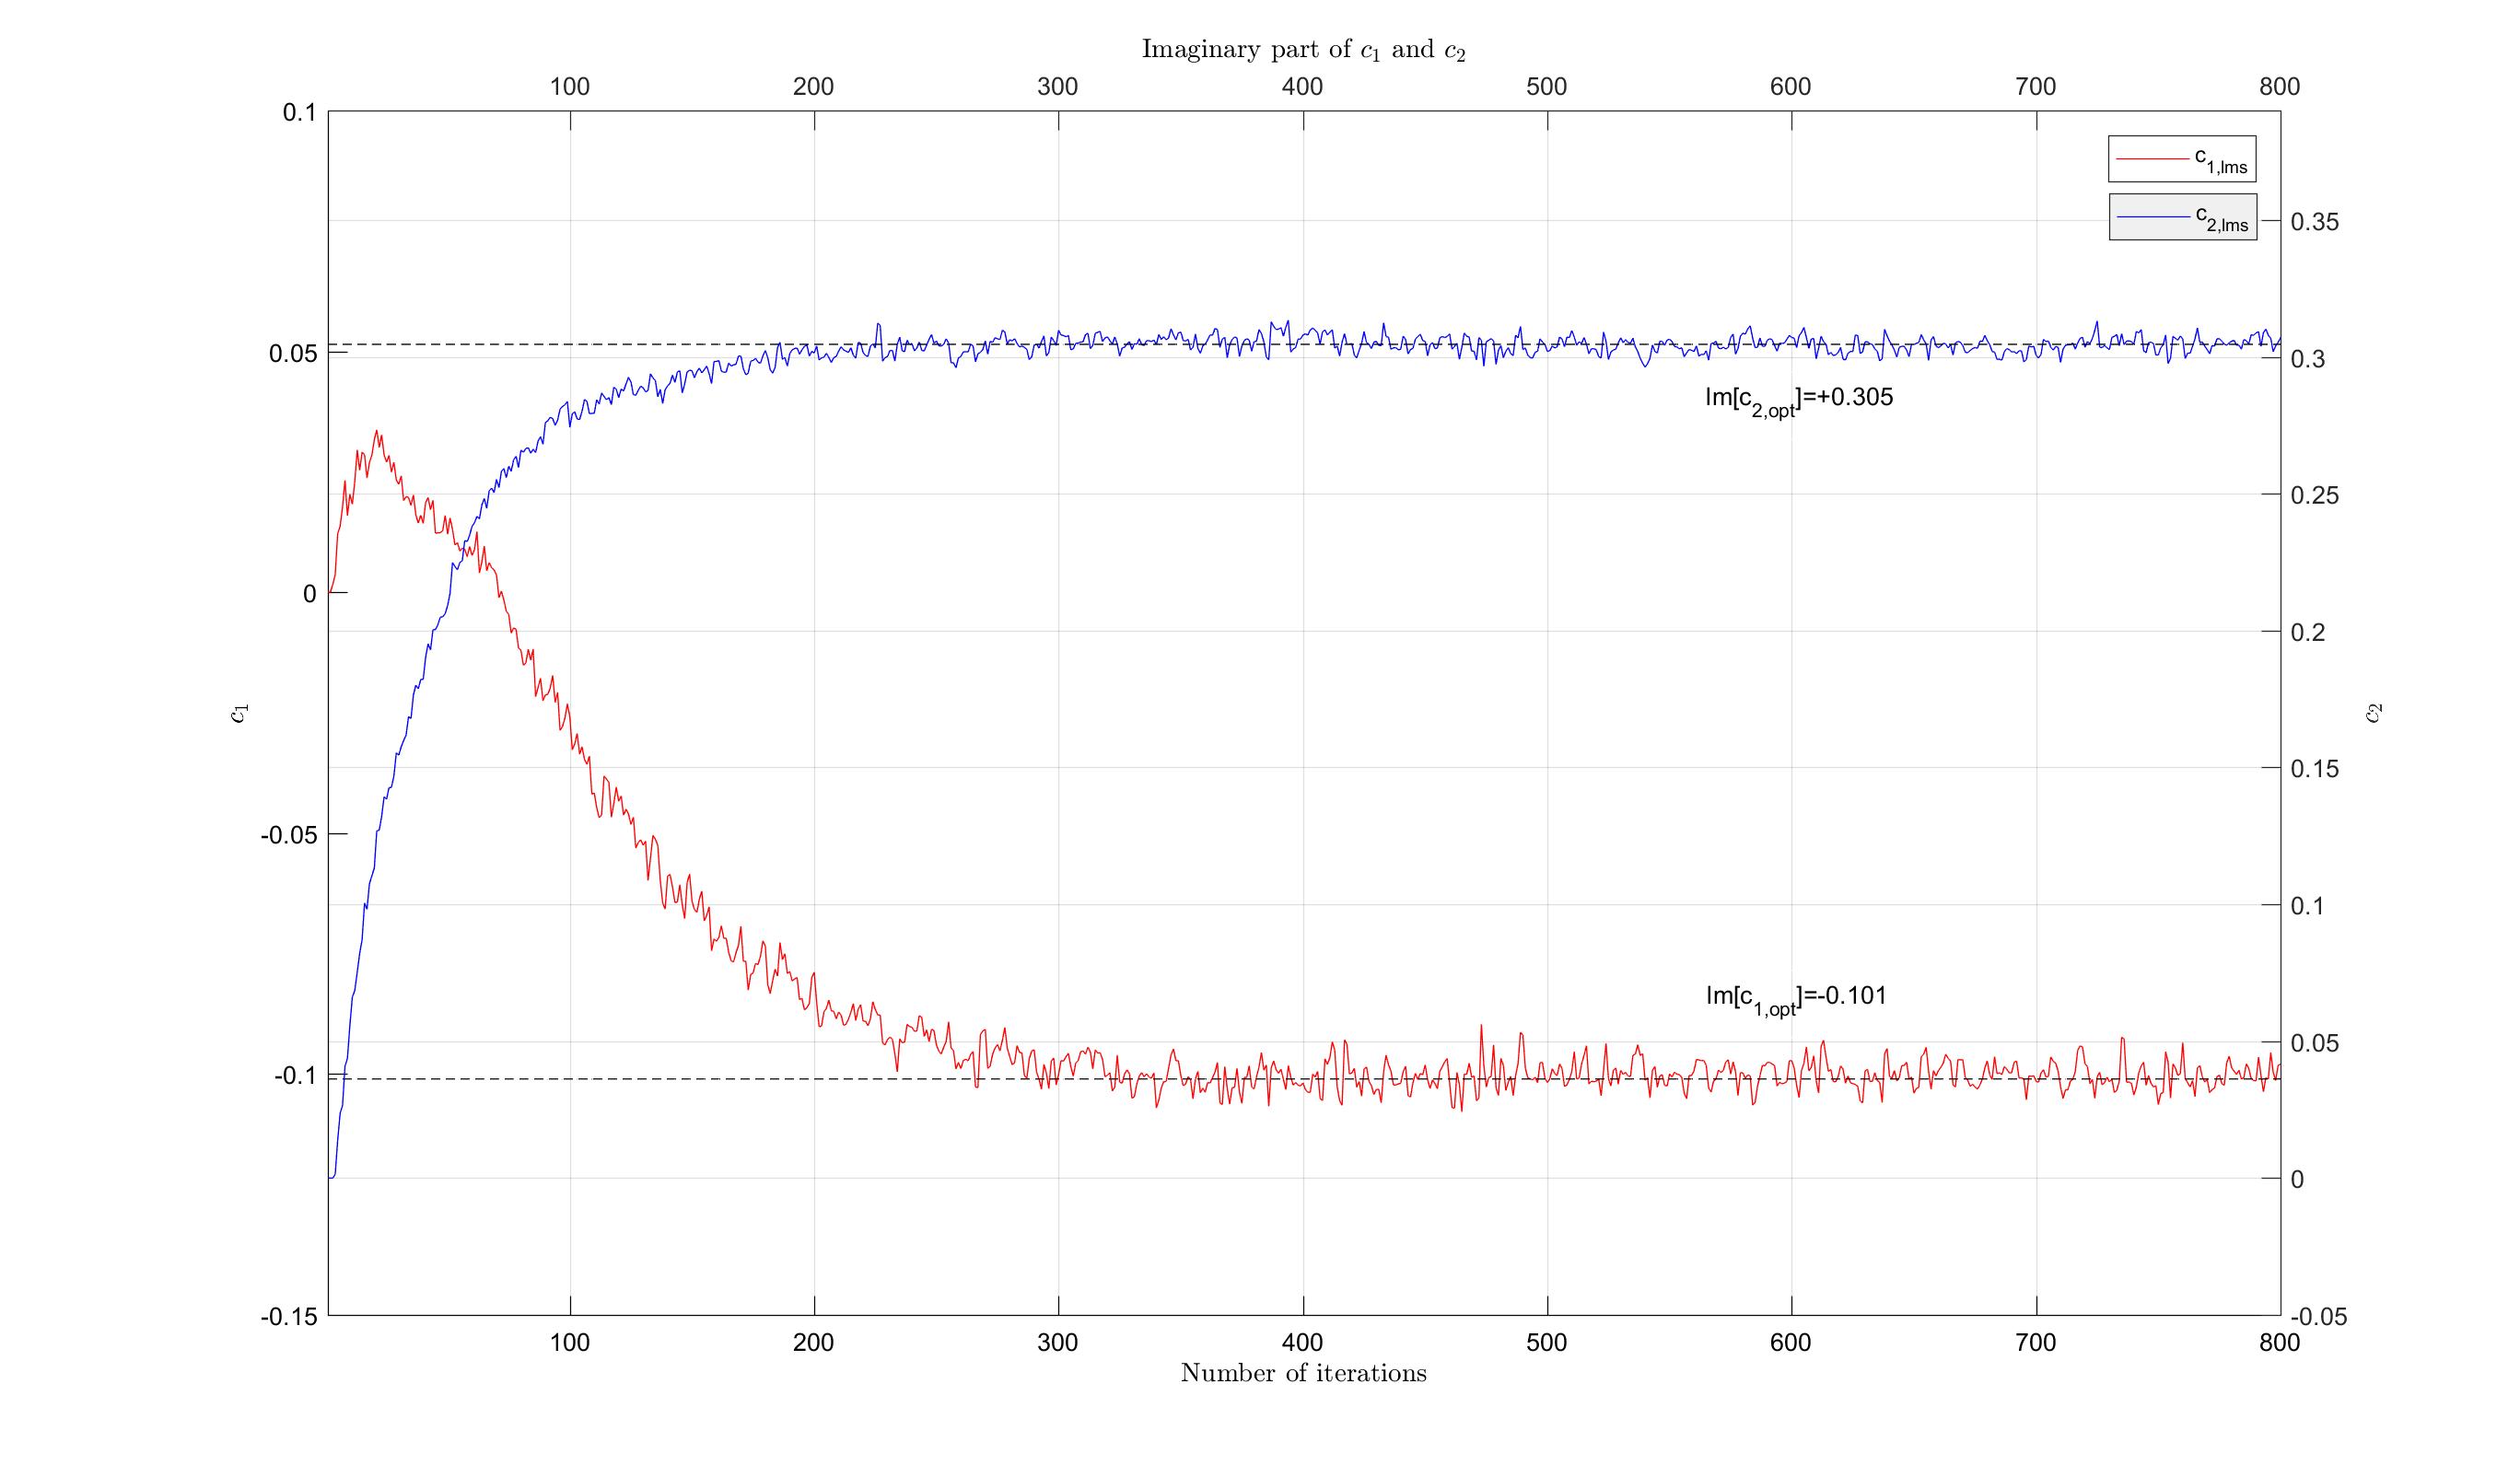 Imaginary part of c1 and c2
100 200 300 400 500 600 700 800
0.1
0.05
0
-0.05
-0.1
-0.15
c1
c1,lms
c2,lms
Im[c2,opt]=+0.305
Im[c1,opt]=-0.101
0.35
0.3
0.25
0.2
0.15
0.1
0.05
0
-0.05
c2
100 200 300 400 500 600 700 800
Number of iterations